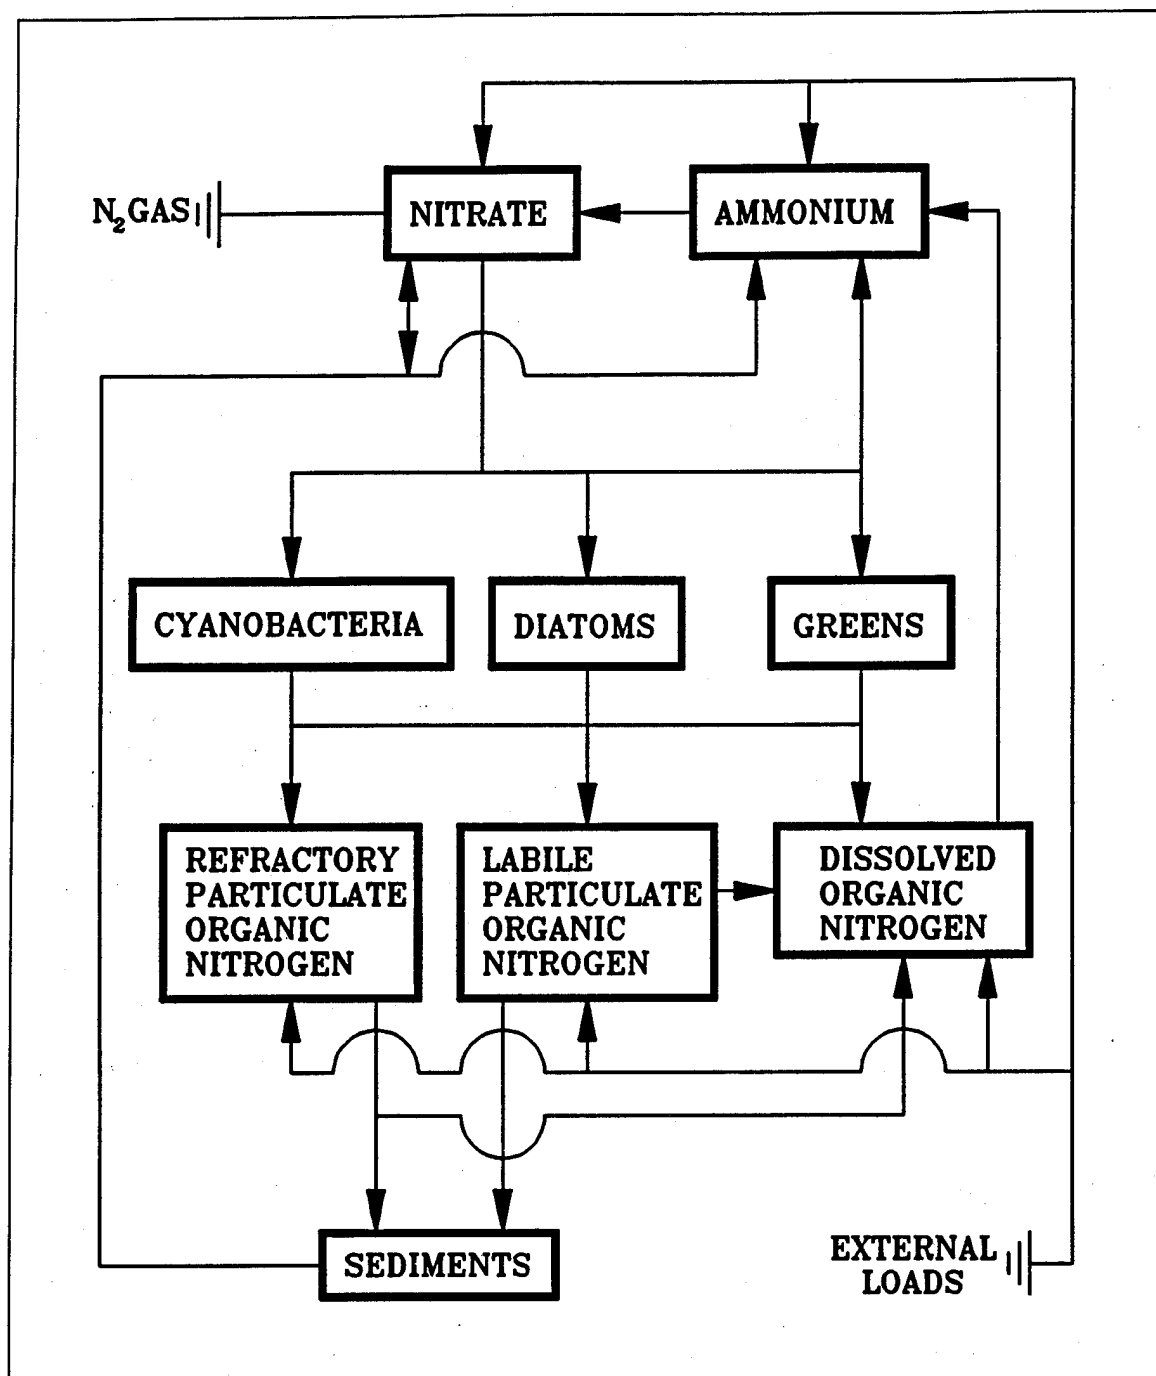 N₂GAS
NITRATE
AMMONIUM
CYANOBACTERIA
DIATOMS
GREENS
REFRACTORY
PARTICULATE
ORGANIC
NITROGEN
LABILE
PARTICULATE
ORGANIC
NITROGEN
DISSOLVED
ORGANIC
NITROGEN
SEDIMENTS
EXTERNAL
LOADS